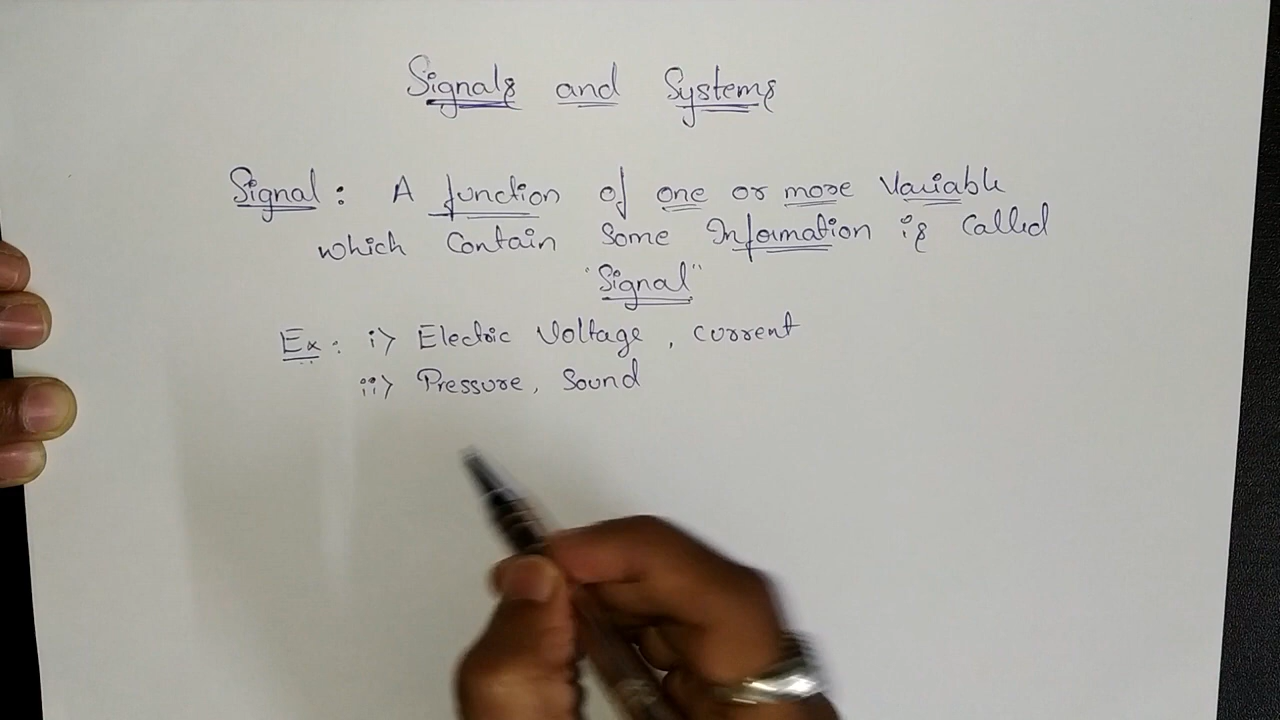 Signals and Systems
Signal : A function of one or more Variable
which Contain Some Information is Called
"Signal"
Ex : i> Electric Voltage , Current
ii> Pressure, Sound